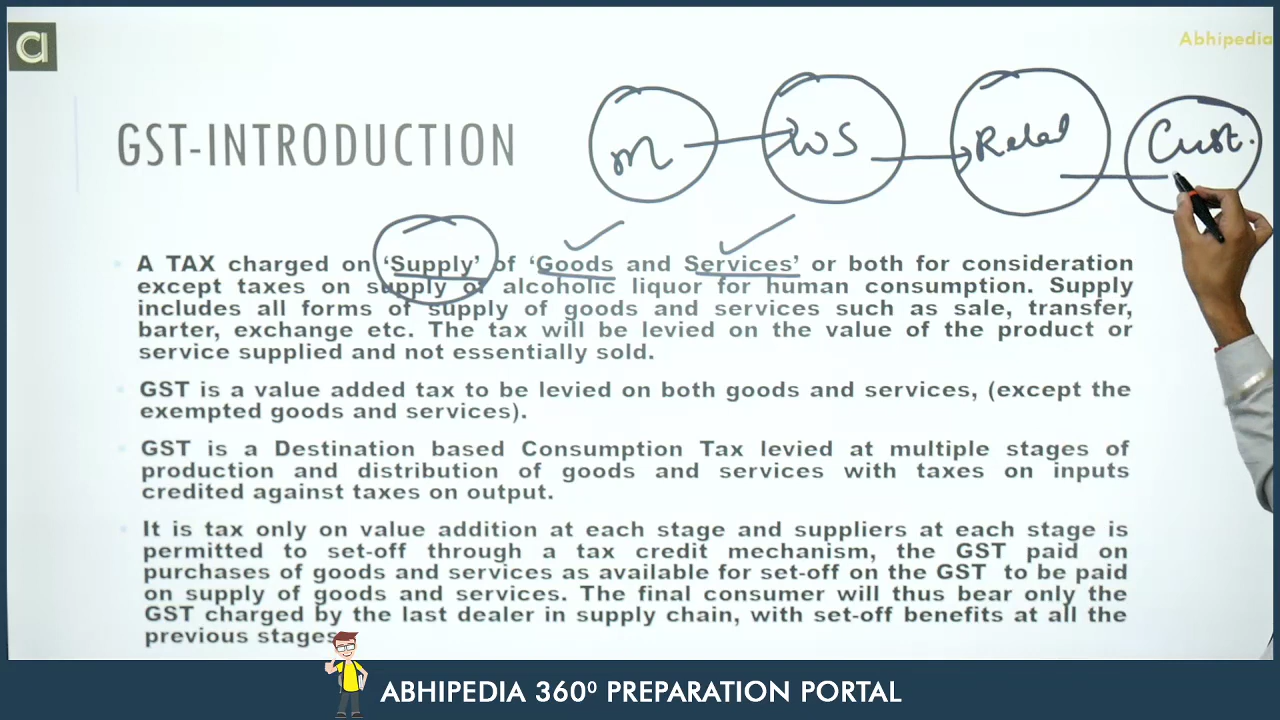 a
Abhipedia
GST-INTRODUCTION
m
WS
Cust.
A TAX charged on ‘Supply’ of ‘Goods and Services’ or both for consideration
except taxes on supply of alcoholic liquor for human consumption. Supply
includes all forms of supply of goods and services such as sale, transfer,
barter, exchange etc. The tax will be levied on the value of the product or
service supplied and not essentially sold.
GST is a value added tax to be levied on both goods and services, (except the
exempted goods and services).
GST is a Destination based Consumption Tax levied at multiple stages of
production and distribution of goods and services with taxes on inputs
credited against taxes on output.
It is tax only on value addition at each stage and suppliers at each stage is
permitted to set-off through a tax credit mechanism, the GST paid on
purchases of goods and services as available for set-off on the GST to be paid
on supply of goods and services. The final consumer will thus bear only the
GST charged by the last dealer in supply chain, with set-off benefits at all the
previous stages
ABHIPEDIA 360⁰ PREPARATION PORTAL